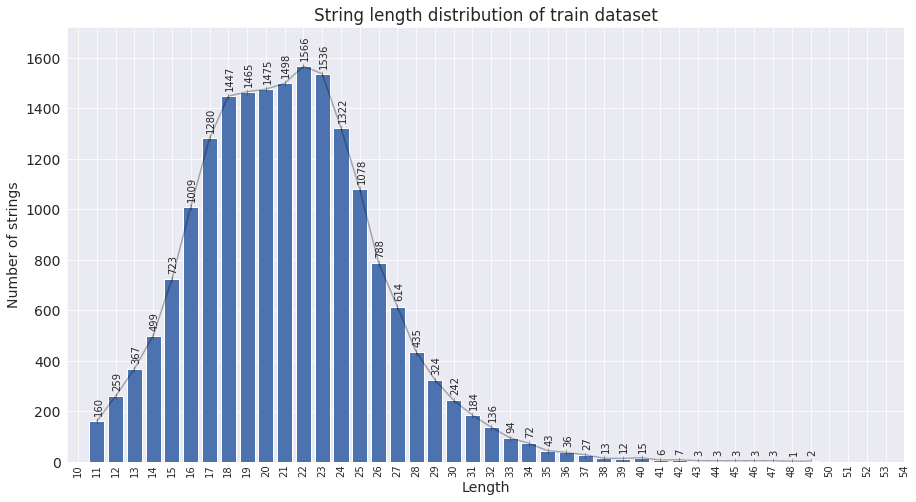 String length distribution of train dataset
Number of strings
1600
1400
1200
1000
800
600
400
200
0
160 259 367 499 723 1009 1280 1447 1465 1475 1498 1566 1536 1322 1078 788 614 435 324 242 184 136 94 72 43 36 27 13 12 15 6 7 3 3 3 3 3 1 2
10 11 12 13 14 15 16 17 18 19 20 21 22 23 24 25 26 27 28 29 30 31 32 33 34 35 36 37 38 39 40 41 42 43 44 45 46 47 48 49 50 51 52 53 54
Length